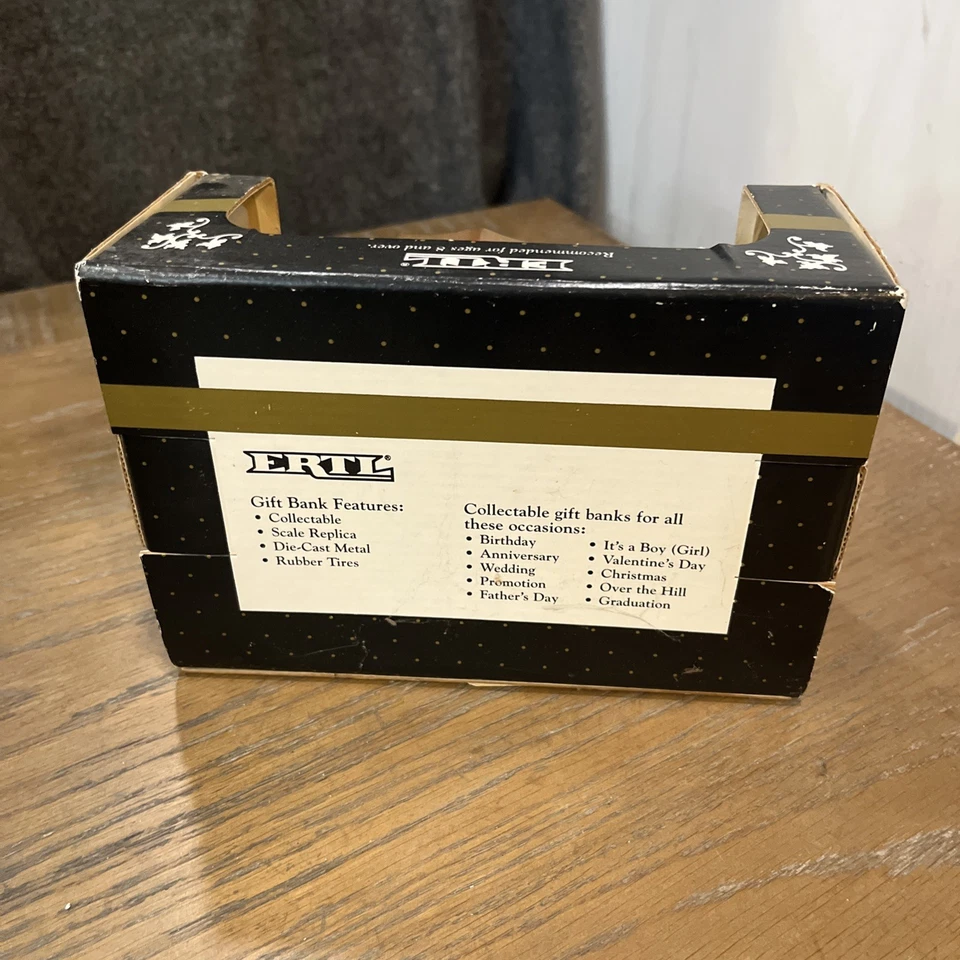 Recommended for ages 8 and over.
ERTL
ERTL®
Gift Bank Features:
• Collectable
• Scale Replica
• Die-Cast Metal
• Rubber Tires
Collectable gift banks for all
these occasions:
• Birthday
• Anniversary
• Wedding
• Promotion
• Father's Day
• It's a Boy (Girl)
• Valentine's Day
• Christmas
• Over the Hill
• Graduation